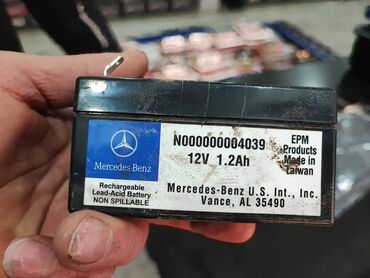 N000000004039
12V 1.2Ah
EPM
Products
Made in
Taiwan
Mercedes-Benz
Rechargeable
Lead-Acid Battery
NON SPILLABLE
Mercedes-Benz U.S. Int., Inc.
Vance, AL 35490